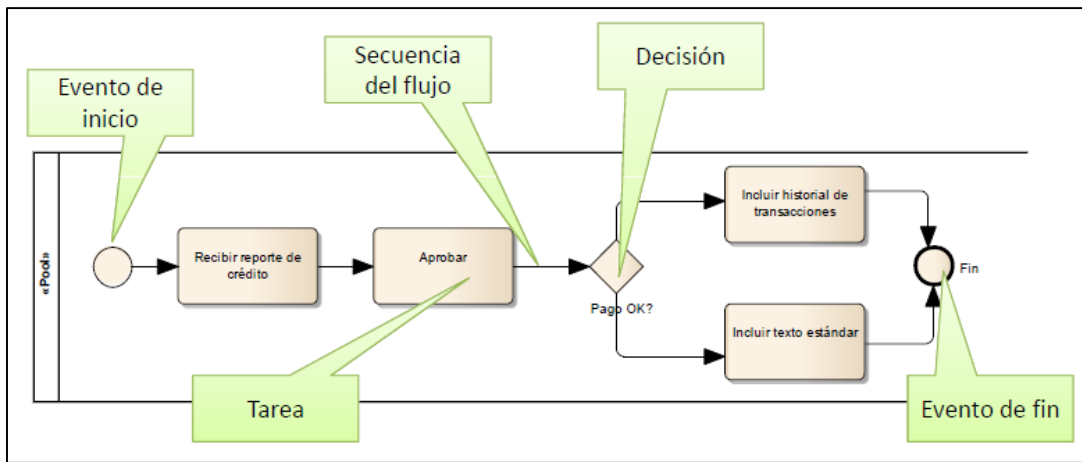 Evento de
inicio
Secuencia
del flujo
Decisión
«Pool»
Recibir reporte de
crédito
Aprobar
Pago OK?
Incluir historial de
transacciones
Incluir texto estándar
Fin
Tarea
Evento de fin